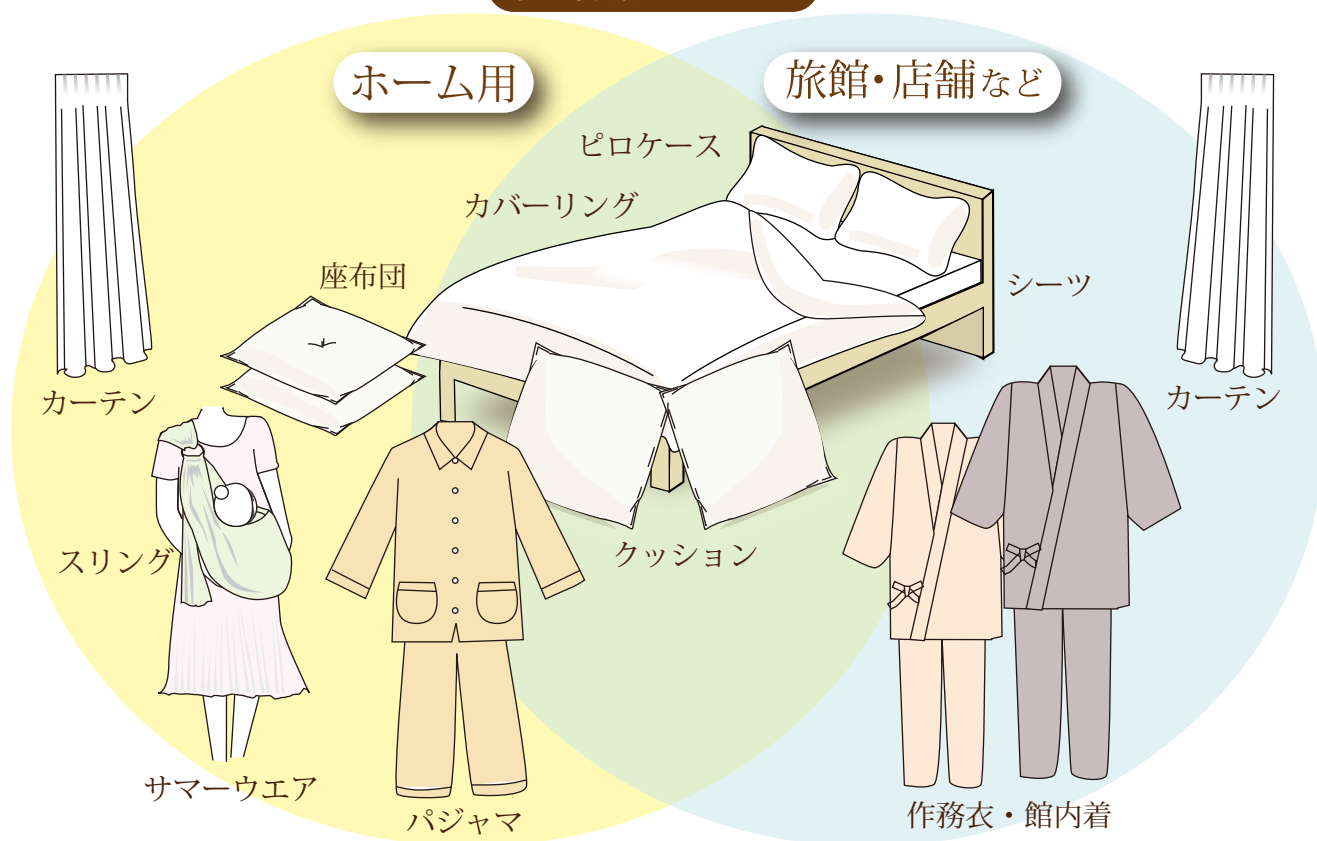 ホーム用
旅館・店舗など
ピロケース
カバーリング
座布団
シーツ
カーテン
カーテン
スリング
クッション
サマーウエア
パジャマ
作務衣・館内着